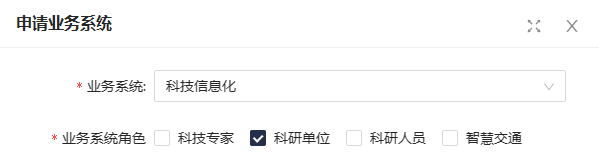 申请业务系统
* 业务系统: 科技信息化
* 业务系统角色 科技专家 科研单位 科研人员 智慧交通